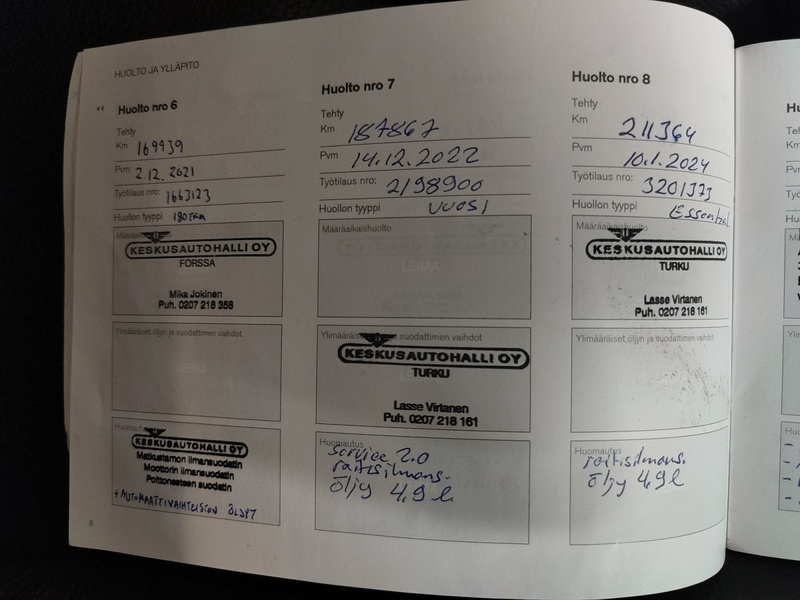 HUOLTO JA YLLÄPITO
Huolto nro 6
Tehty
Km 169939
Pvm 2.12.2021
Työtilaus nro: 1663123
Huollon tyyppi 180tkm
KESKUSAUTOHALLI OY
FORSSA
Mika Jokinen
Puh. 0207 218 358
Ylimääräiset öljyn ja suodattimen vaihdot
Huomautus
KESKUSAUTOHALLI OY
Matkustamon ilmansuodatin
Moottorin ilmansuodatin
Polttonesteen suodatin
+ AUTOMAATTIVAIHTEISTON ÖLJYT
8
Huolto nro 7
Tehty
Km 187867
Pvm 14.12.2022
Työtilaus nro: 2198900
Huollon tyyppi VUOSI
Määräaikaishuolto
Ylimääräiset öljyn ja suodattimen vaihdot
KESKUSAUTOHALLI OY
TURKU
Lasse Virtanen
Puh. 0207 218 161
Huomautus
Service 2.0
raitisilmans.
öljy 4,9 l
Huolto nro 8
Tehty
Km 211364
Pvm 10.1.2024
Työtilaus nro: 3201373
Huollon tyyppi Essential
Määräaikaishuolto
KESKUSAUTOHALLI OY
TURKU
Lasse Virtanen
Puh. 0207 218 161
Ylimääräiset öljyn ja suodattimen vaihdot
Huomautus
raitisilmans.
öljy 4,9 l